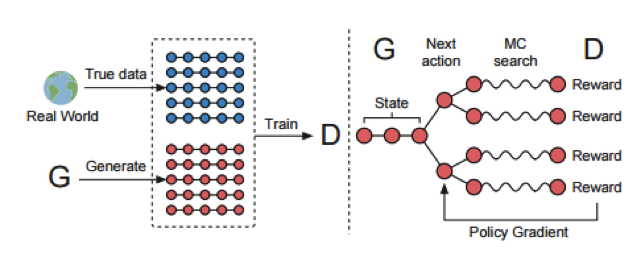 True data
Real World
G
Generate
Train
D
G
Next
action
MC
search
D
State
Reward
Reward
Reward
Reward
Policy Gradient